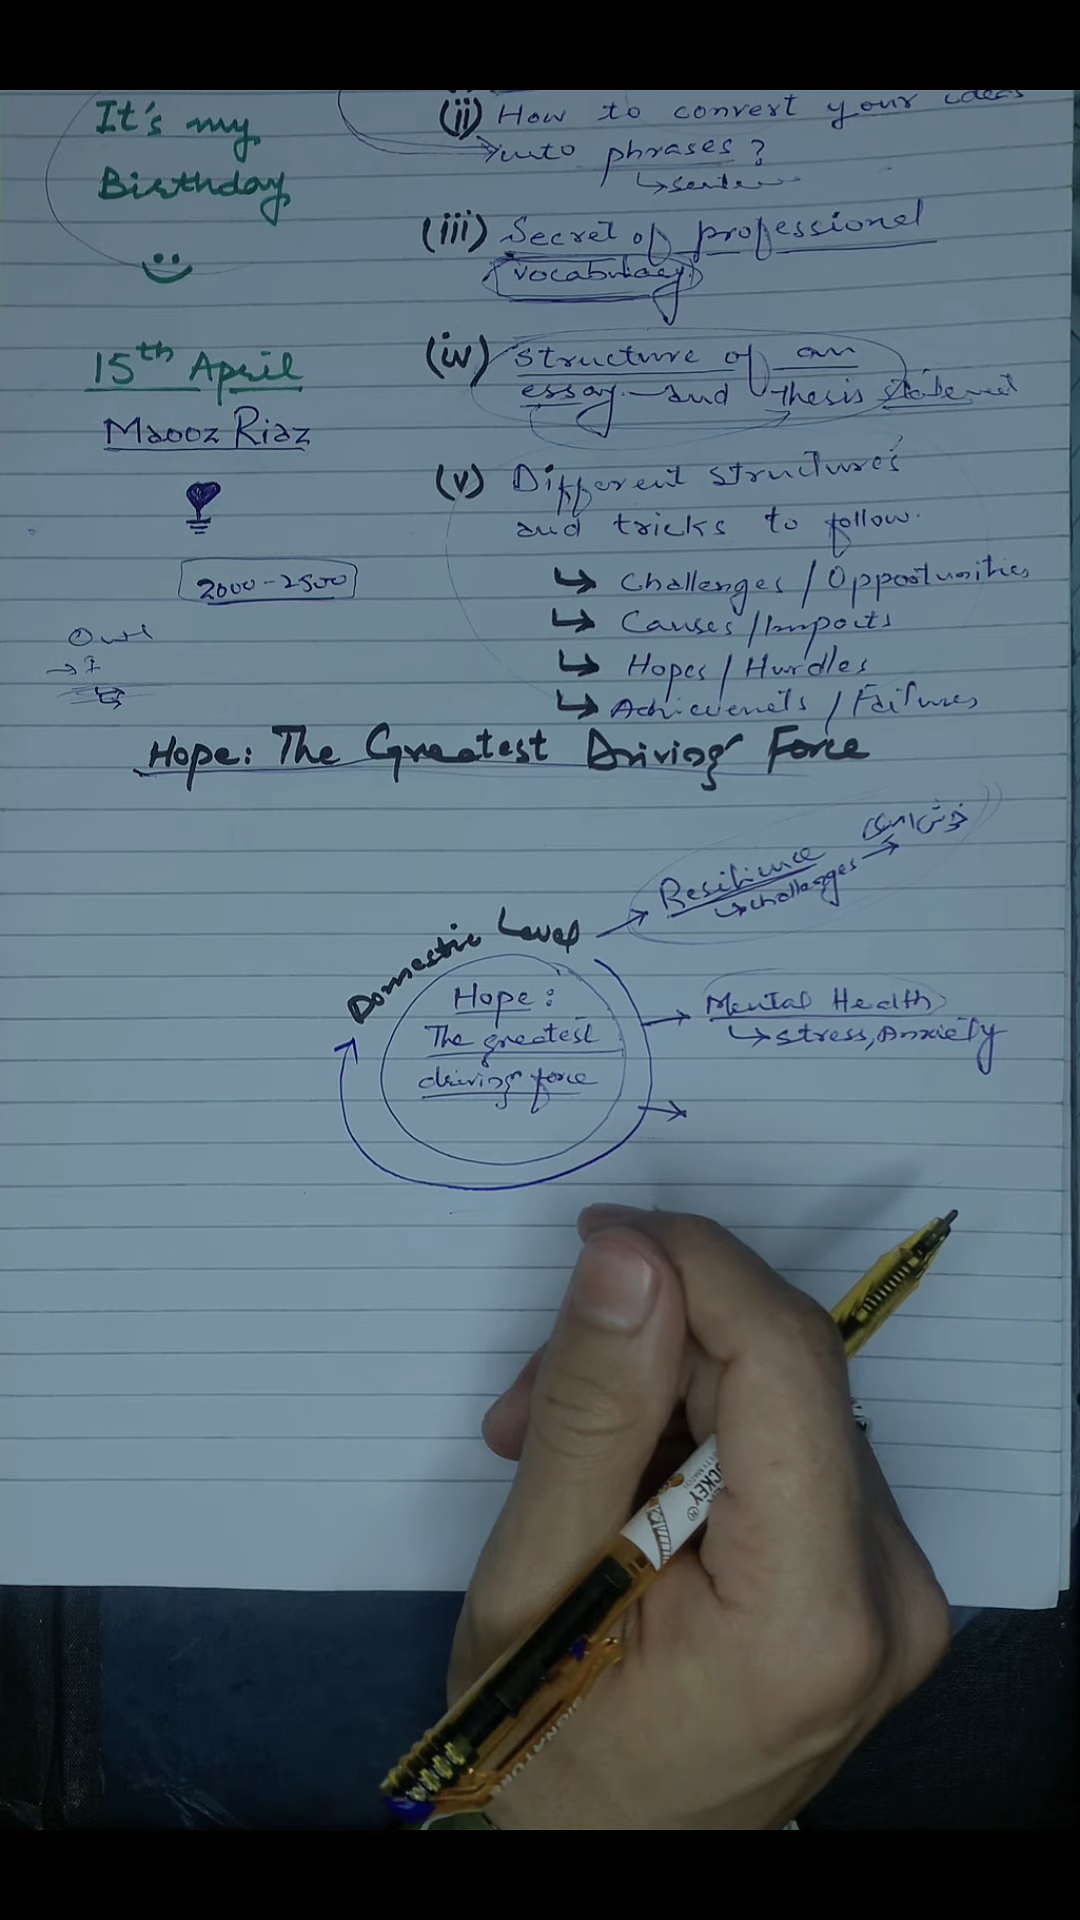 It's my
Birthday
15th April
Maooz Riaz
2000-2500
(ii) How to convert your ideas
into phrases?
(iii) Secret of professional
vocabulary
(iv) structure of an
essay and thesis statement
(v) Different structures
and tricks to follow.
Challenges / Opportunities
Causes / Impacts
Hopes / Hurdles
Achievements / Failures
Hope: The Greatest Driving Force
Domestic Level
Hope:
The greatest
driving force
Resilience
challenges
خوش اسلوبی
Mental Health
stress, Anxiety
SIGNATURE